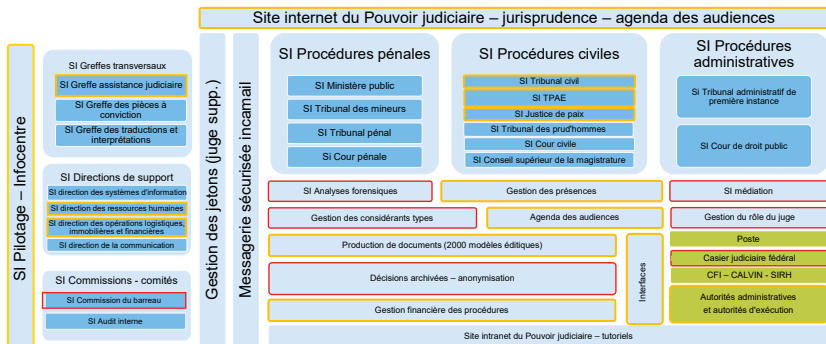 Site internet du Pouvoir judiciaire – jurisprudence – agenda des audiences
SI Pilotage – Infocentre
SI Greffes transversaux
SI Greffe assistance judiciaire
SI Greffe des pièces à
conviction
SI Greffe des traductions et
interprétations
SI Directions de support
SI direction des systèmes d'information
SI direction des ressources humaines
SI direction des opérations logistiques,
immobilières et financières
SI direction de la communication
SI Commissions - comités
SI Commission du barreau
SI Audit interne
Gestion des jetons (juge supp.)
Messagerie sécurisée incamail
SI Procédures pénales
SI Ministère public
SI Tribunal des mineurs
SI Tribunal pénal
Si Cour pénale
SI Procédures civiles
SI Tribunal civil
SI TPAE
SI Justice de paix
SI Tribunal des prud'hommes
SI Cour civile
SI Conseil supérieur de la magistrature
SI Procédures
administratives
Si Tribunal administratif de
première instance
SI Cour de droit public
SI Analyses forensiques
Gestion des présences
SI médiation
Gestion des considérants types
Agenda des audiences
Gestion du rôle du juge
Production de documents (2000 modèles éditiques)
Décisions archivées – anonymisation
Gestion financière des procédures
Interfaces
Poste
Casier judiciaire fédéral
CFI – CALVIN - SIRH
Autorités administratives
et autorités d'exécution
Site intranet du Pouvoir judiciaire – tutoriels